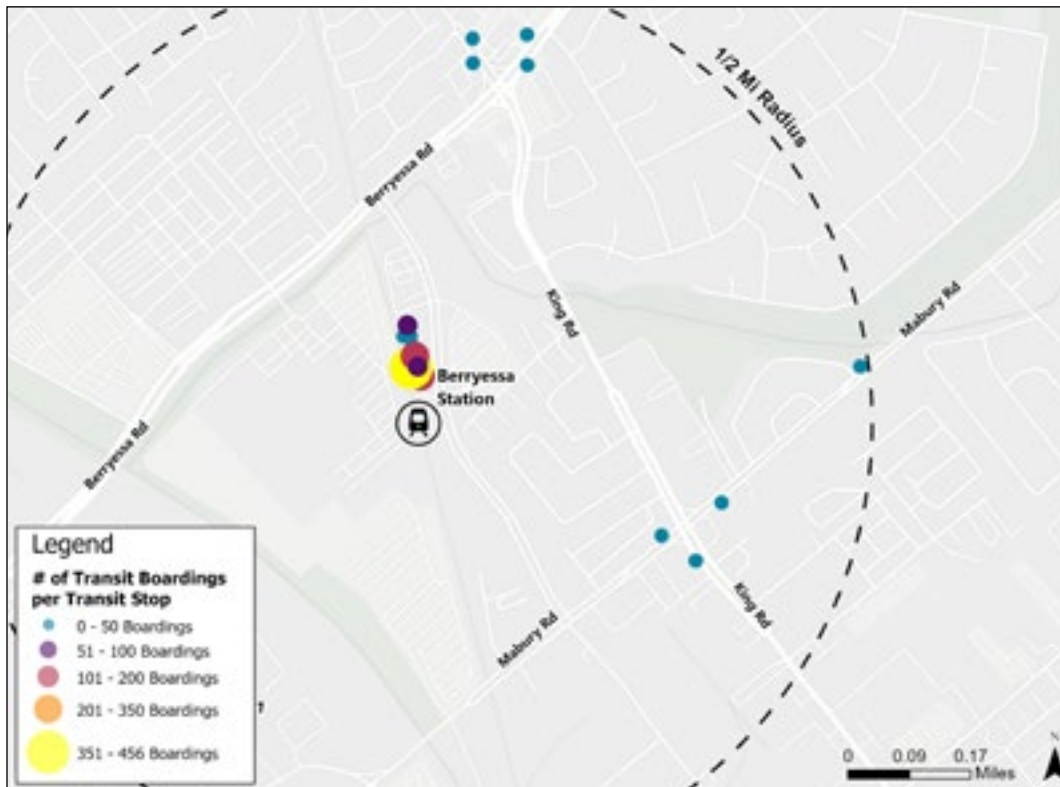 1/2 Mi Radius
Berryessa Rd
King Rd
Mabury Rd
Berryessa
Station
Berryessa Rd
King Rd
Mabury Rd
Legend
# of Transit Boardings
per Transit Stop
0 - 50 Boardings
51 - 100 Boardings
101 - 200 Boardings
201 - 350 Boardings
351 - 456 Boardings
0 0.09 0.17
Miles
N